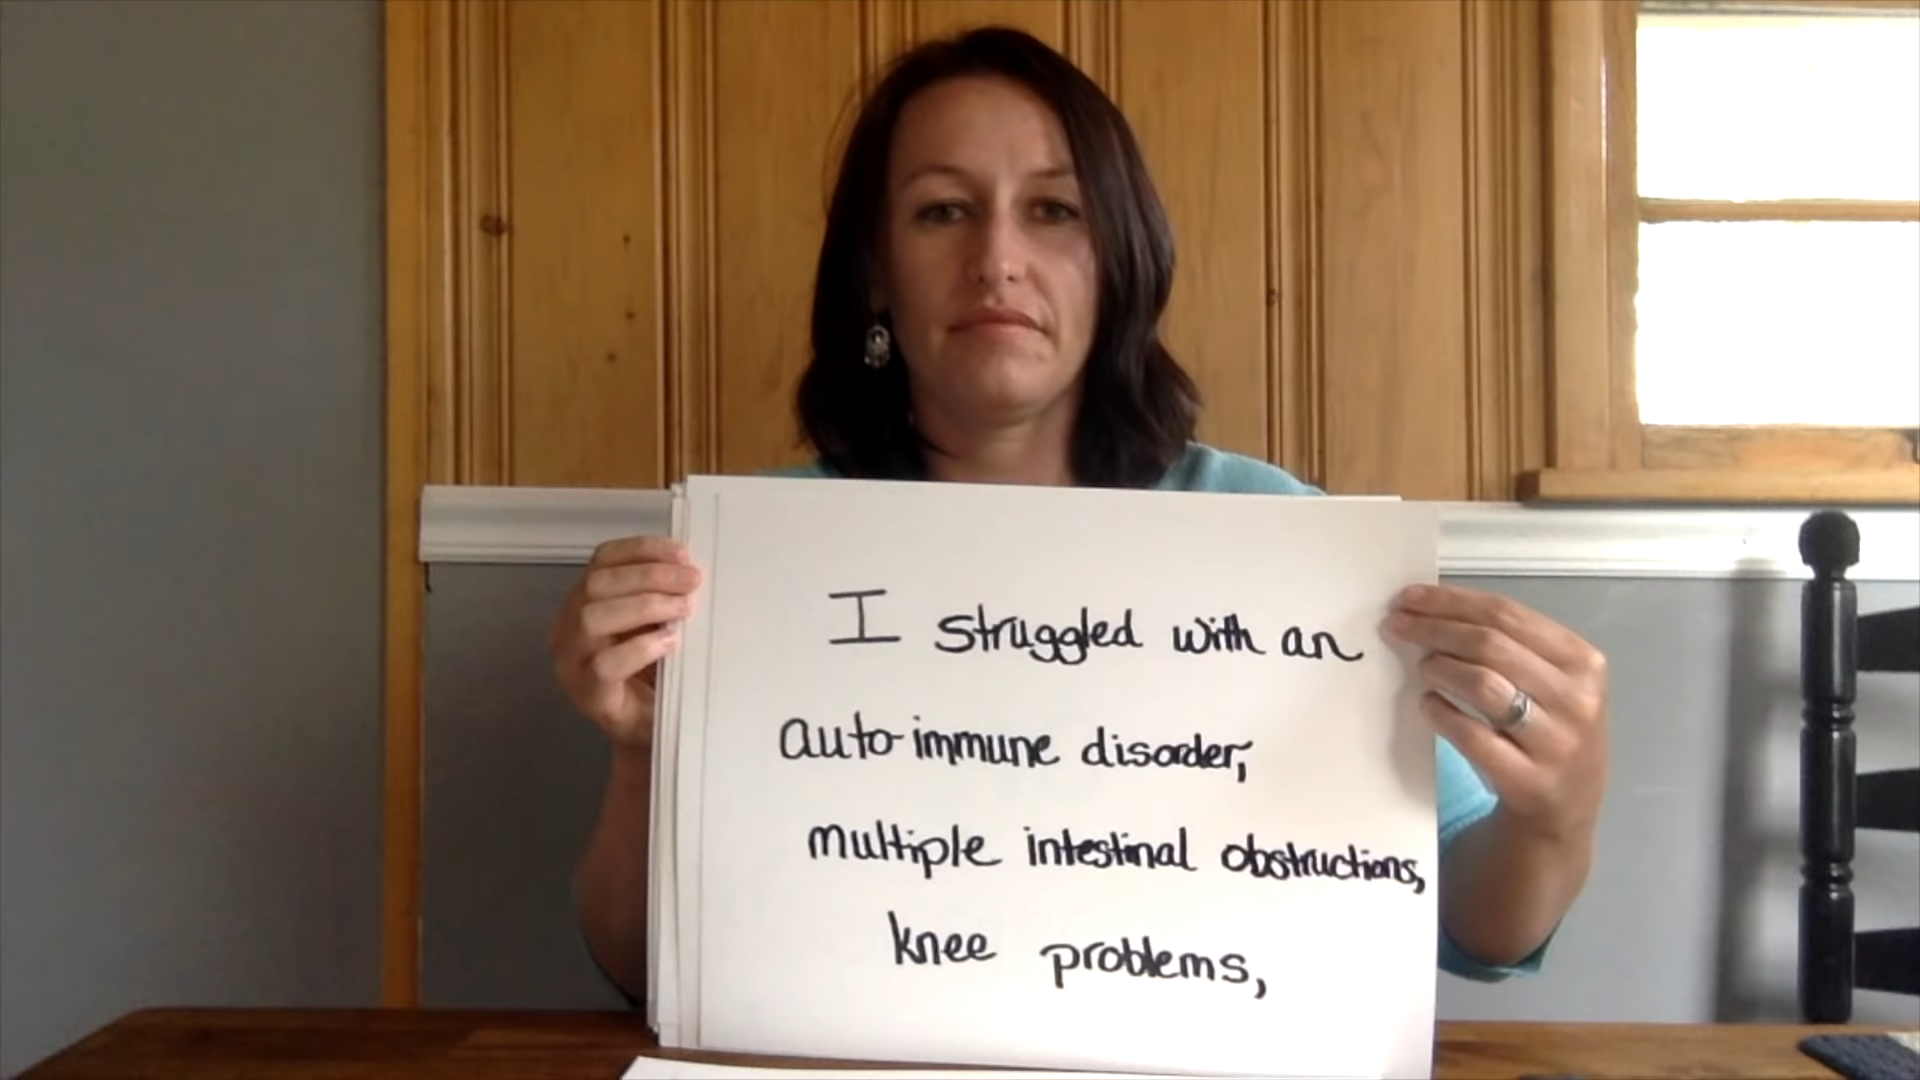 I struggled with an
auto-immune disorder,
multiple intestinal obstructions,
knee problems,